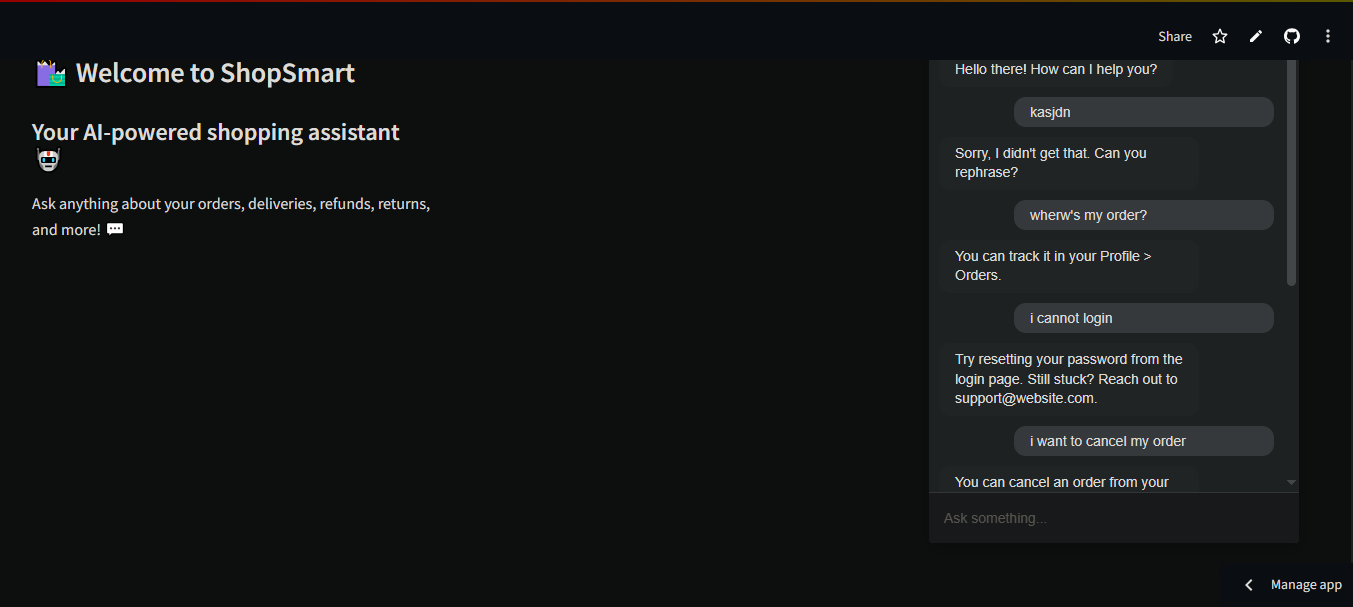 Share
Welcome to ShopSmart
Your AI-powered shopping assistant
Ask anything about your orders, deliveries, refunds, returns,
and more!
Hello there! How can I help you?
kasjdn
Sorry, I didn't get that. Can you
rephrase?
wherw's my order?
You can track it in your Profile >
Orders.
i cannot login
Try resetting your password from the
login page. Still stuck? Reach out to
support@website.com.
i want to cancel my order
You can cancel an order from your
Ask something...
Manage app